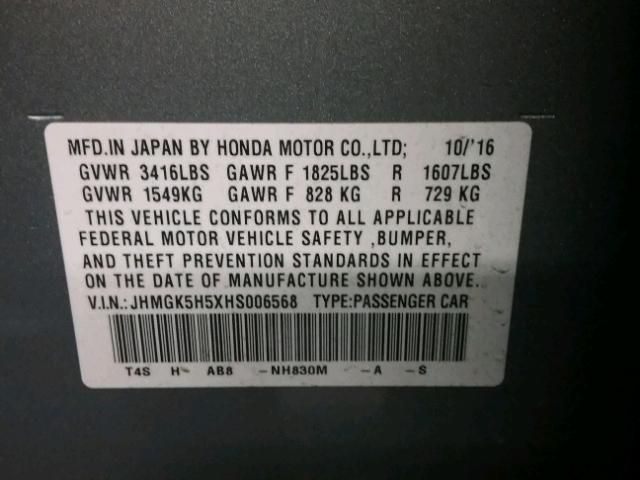 MFD.IN JAPAN BY HONDA MOTOR CO.,LTD; 10/'16
GVWR 3416LBS GAWR F 1825LBS R 1607LBS
GVWR 1549KG GAWR F 828 KG R 729 KG
THIS VEHICLE CONFORMS TO ALL APPLICABLE
FEDERAL MOTOR VEHICLE SAFETY ,BUMPER,
AND THEFT PREVENTION STANDARDS IN EFFECT
ON THE DATE OF MANUFACTURE SHOWN ABOVE.
V.I.N.: JHMGK5H5XHS006568 TYPE:PASSENGER CAR
T4S H AB8 -NH830M -A -S